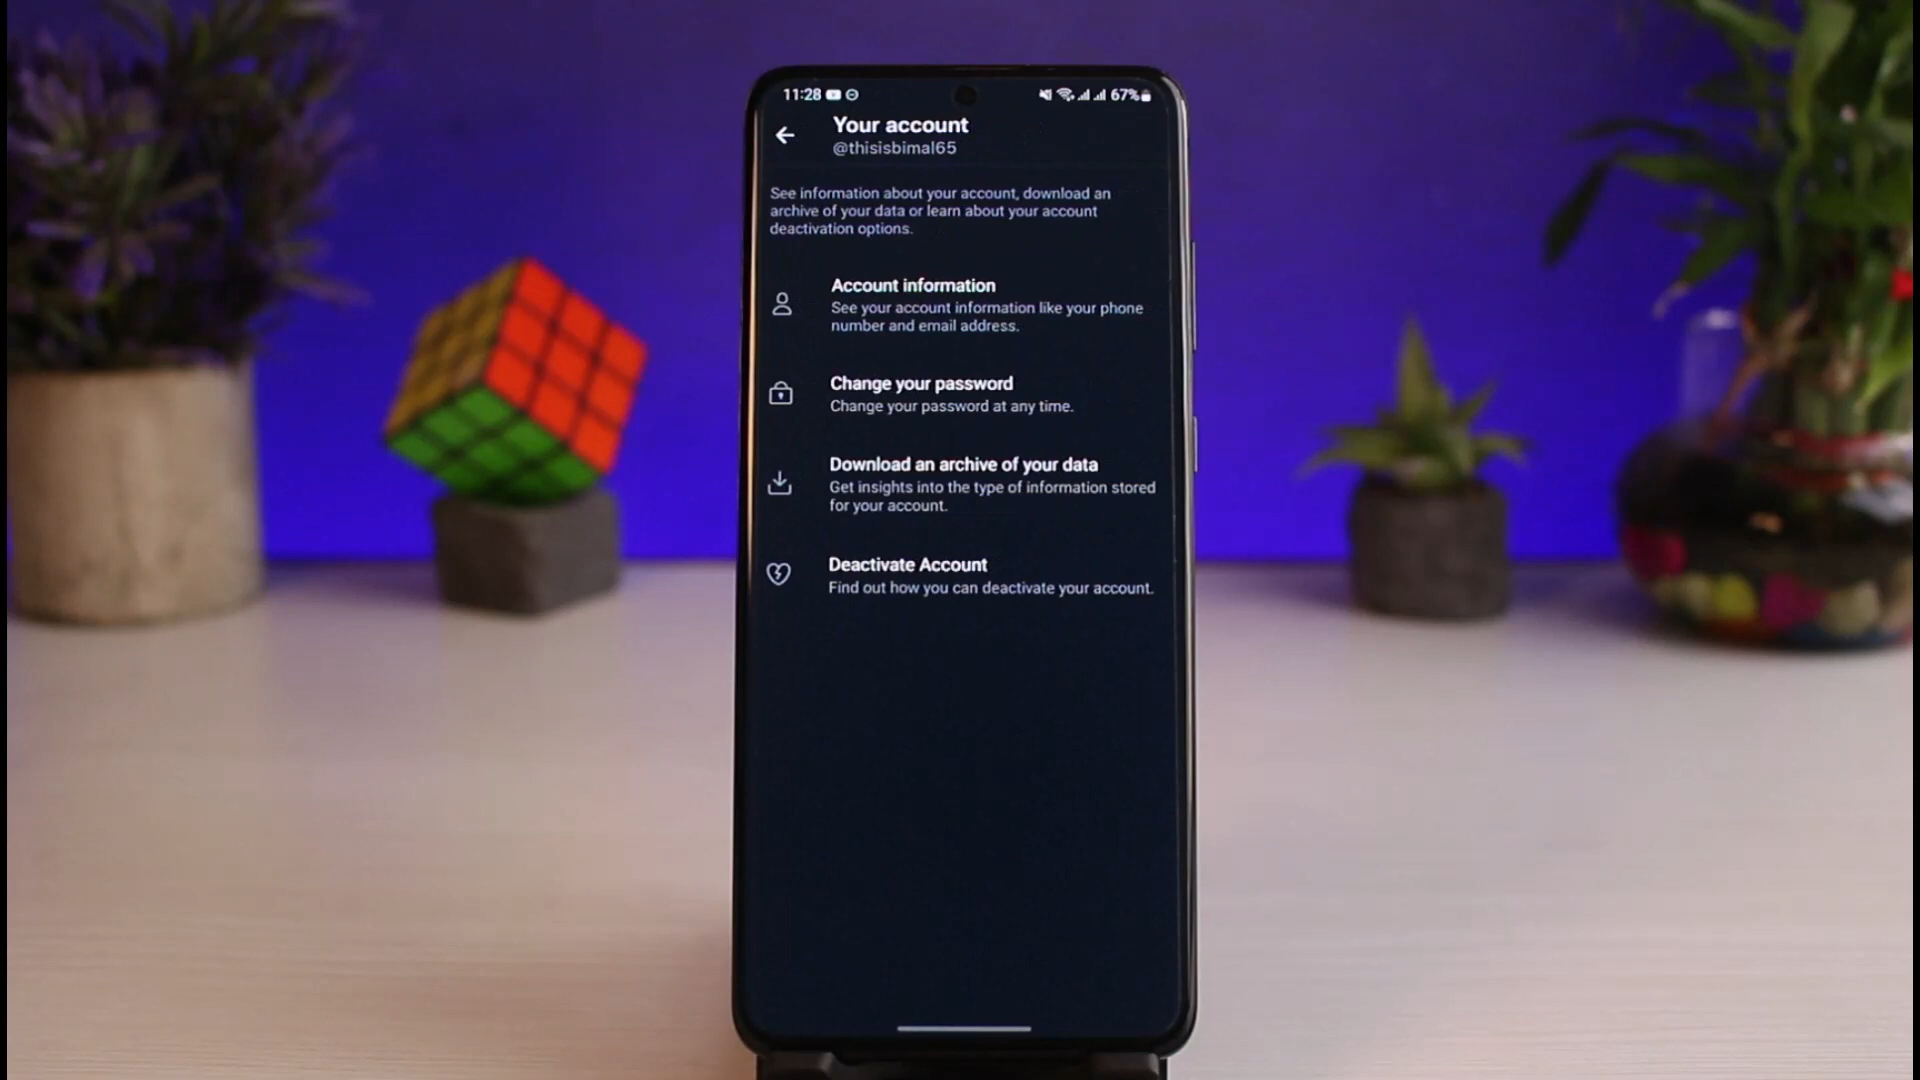 11:28 67%
Your account
@thisisbimal65
See information about your account, download an
archive of your data or learn about your account
deactivation options.
Account information
See your account information like your phone
number and email address.
Change your password
Change your password at any time.
Download an archive of your data
Get insights into the type of information stored
for your account.
Deactivate Account
Find out how you can deactivate your account.